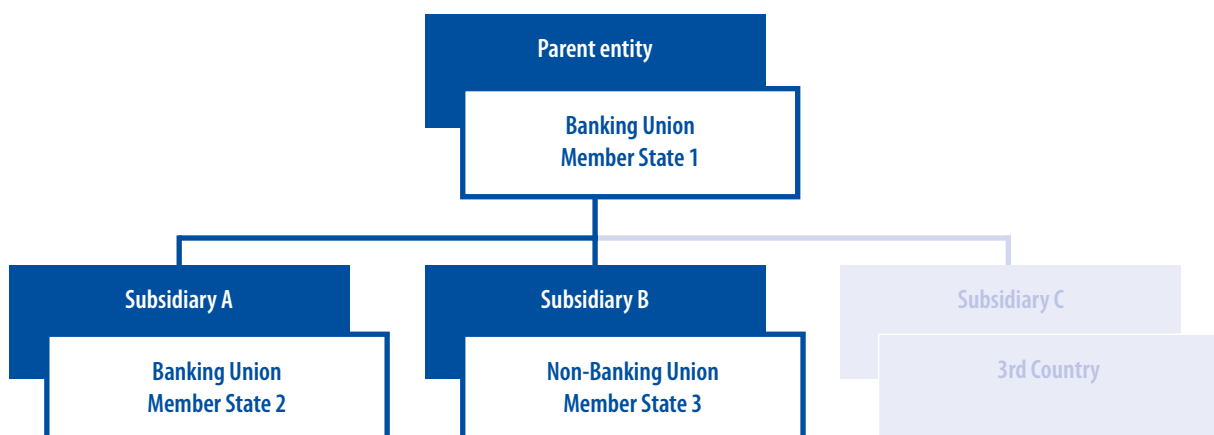 Parent entity
Banking Union
Member State 1
Subsidiary A
Subsidiary B
Subsidiary C
Banking Union
Member State 2
Non-Banking Union
Member State 3
3rd Country